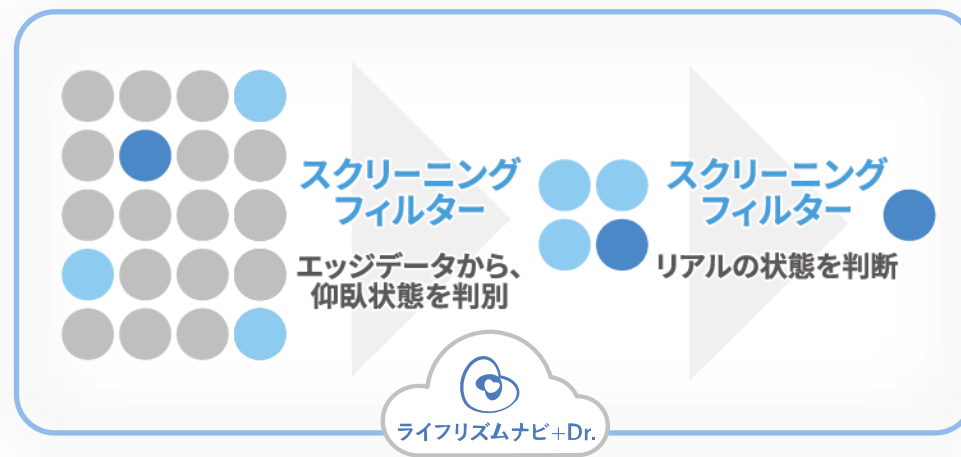 スクリーニング
フィルター
エッジデータから、
仰臥状態を判別
スクリーニング
フィルター
リアルの状態を判断
ライフリズムナビ+Dr.